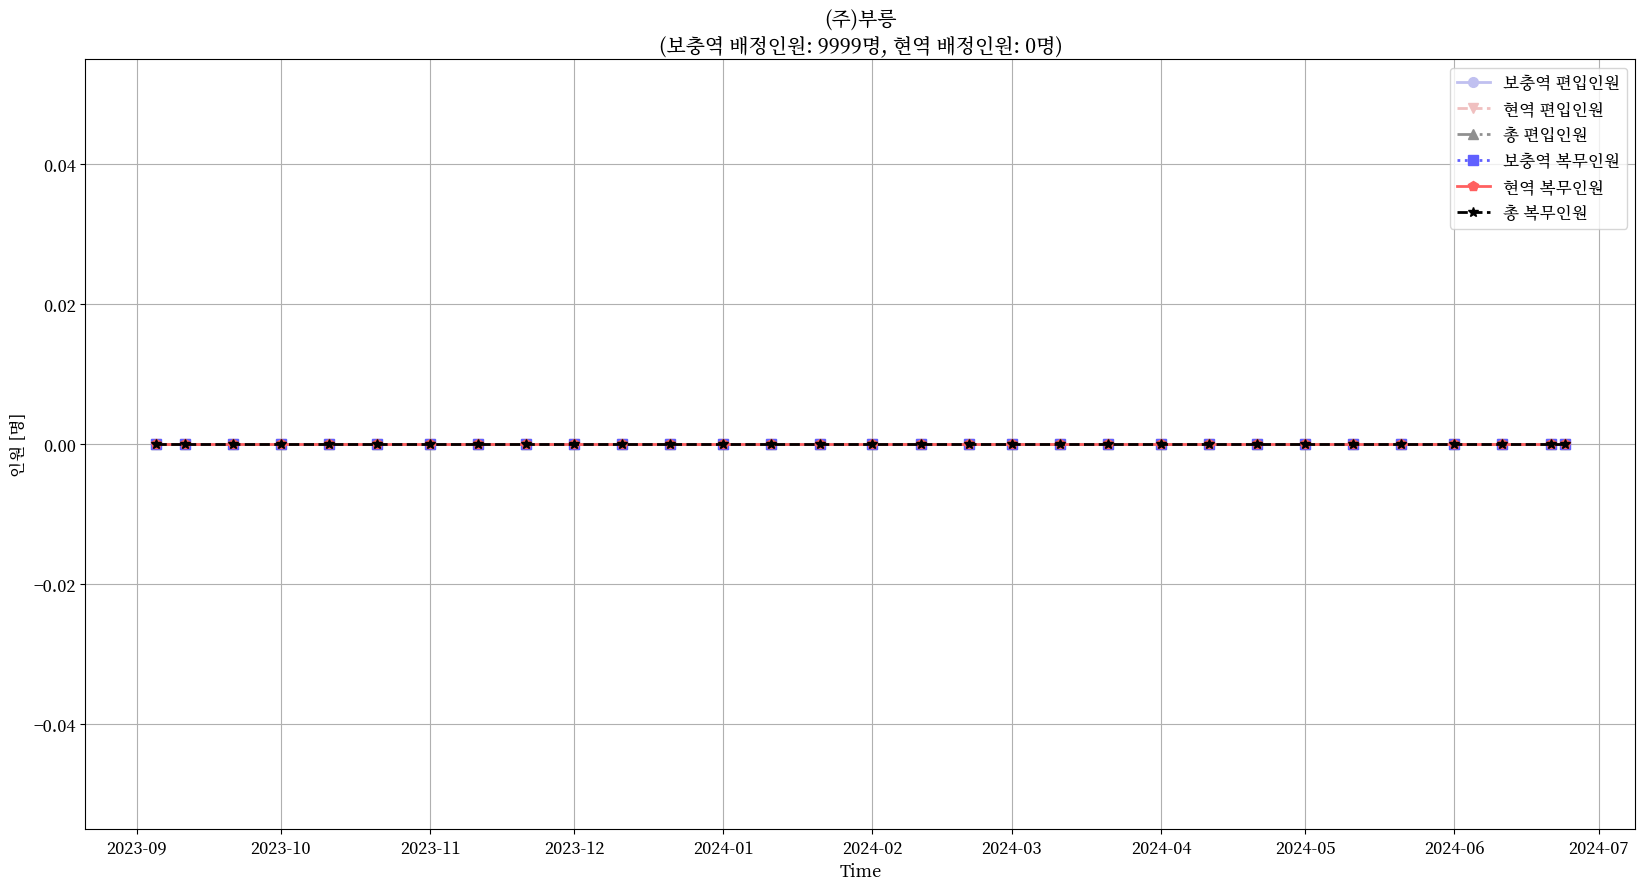 (주)부릉
(보충역 배정인원: 9999명, 현역 배정인원: 0명)
보충역 편입인원
현역 편입인원
총 편입인원
보충역 복무인원
현역 복무인원
총 복무인원
0.04
0.02
0.00
−0.02
−0.04
인원 [명]
2023-09 2023-10 2023-11 2023-12 2024-01 2024-02 2024-03 2024-04 2024-05 2024-06 2024-07
Time